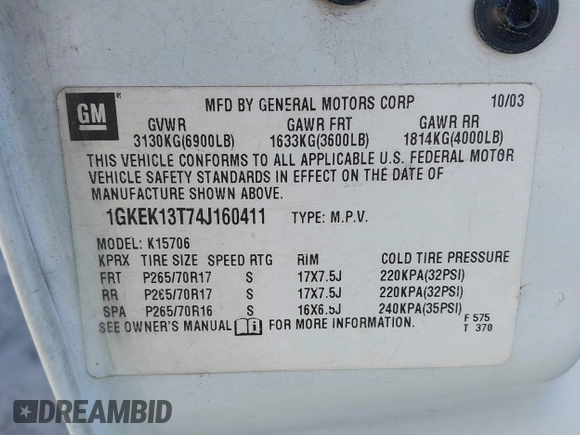 GM ®
MFD BY GENERAL MOTORS CORP 10/03
GVWR GAWR FRT GAWR RR
3130KG(6900LB) 1633KG(3600LB) 1814KG(4000LB)
THIS VEHICLE CONFORMS TO ALL APPLICABLE U.S. FEDERAL MOTOR
VEHICLE SAFETY STANDARDS IN EFFECT ON THE DATE OF
MANUFACTURE SHOWN ABOVE.
1GKEK13T74J160411 TYPE: M.P.V.
MODEL: K15706
KPRX TIRE SIZE SPEED RTG RIM COLD TIRE PRESSURE
FRT P265/70R17 S 17X7.5J 220KPA(32PSI)
RR P265/70R17 S 17X7.5J 220KPA(32PSI)
SPA P265/70R16 S 16X6.5J 240KPA(35PSI)
SEE OWNER'S MANUAL i FOR MORE INFORMATION. F 575
T 370
DREAMBID